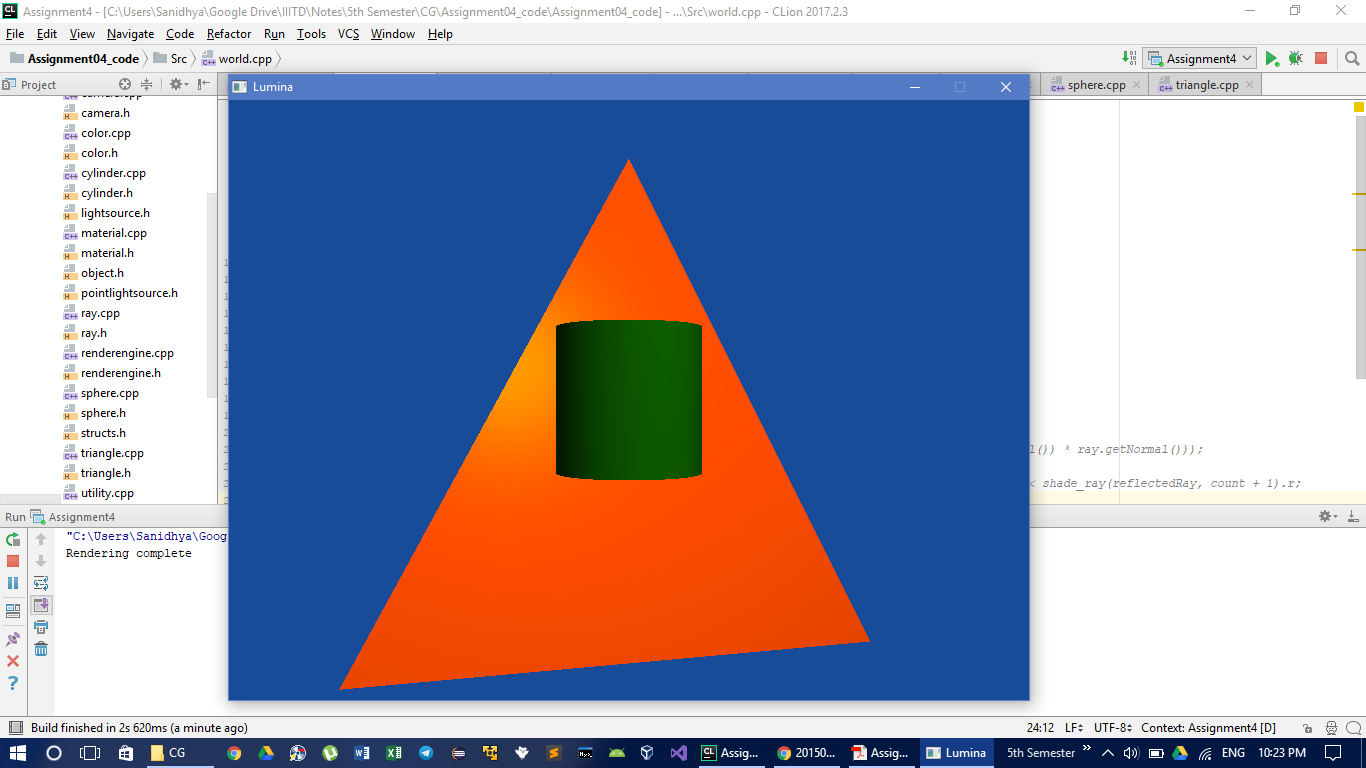 Assignment4 - [C:\Users\Sanidhya\Google Drive\IIITD\Notes\5th Semester\CG\Assignment04_code\Assignment04_code] - ...\Src\world.cpp - CLion 2017.2.3
File Edit View Navigate Code Refactor Run Tools VCS Window Help
Assignment04_code Src world.cpp Assignment4
Project
Lumina
sphere.cpp triangle.cpp
camera.h
color.cpp
color.h
cylinder.cpp
cylinder.h
lightsource.h
material.cpp
material.h
object.h
pointlightsource.h
ray.cpp
ray.h
renderengine.cpp
renderengine.h
sphere.cpp
sphere.h
structs.h
triangle.cpp
triangle.h
utility.cpp
l()) * ray.getNormal()));
< shade_ray(reflectedRay, count + 1).r;
Run Assignment4
"C:\Users\Sanidhya\Goog
Rendering complete
Build finished in 2s 620ms (a minute ago) 24:12 LF UTF-8 Context: Assignment4 [D]
CG Assig... 20150... Assig... Lumina 5th Semester ENG 10:23 PM